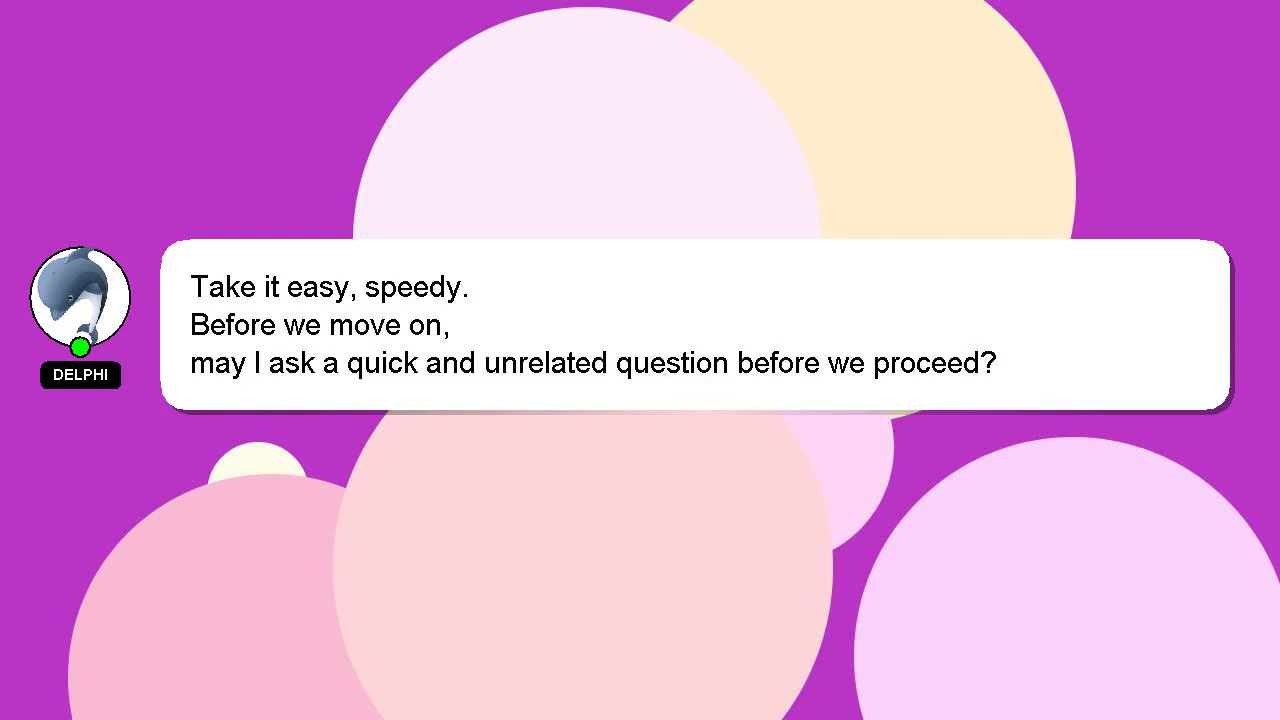 Take it easy, speedy.
Before we move on,
may I ask a quick and unrelated question before we proceed?
DELPHI